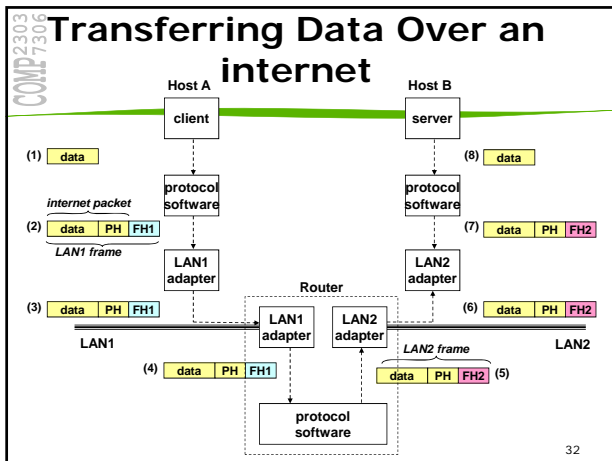 COMP 2303
7306
Transferring Data Over an
internet
Host A
Host B
client
server
(1) data
(8) data
protocol
software
protocol
software
internet packet
(2) data PH FH1
LAN1 frame
(7) data PH FH2
LAN1
adapter
LAN2
adapter
Router
(3) data PH FH1
(6) data PH FH2
LAN1
adapter
LAN2
adapter
LAN1
LAN2
LAN2 frame
(4) data PH FH1
data PH FH2 (5)
protocol
software
32